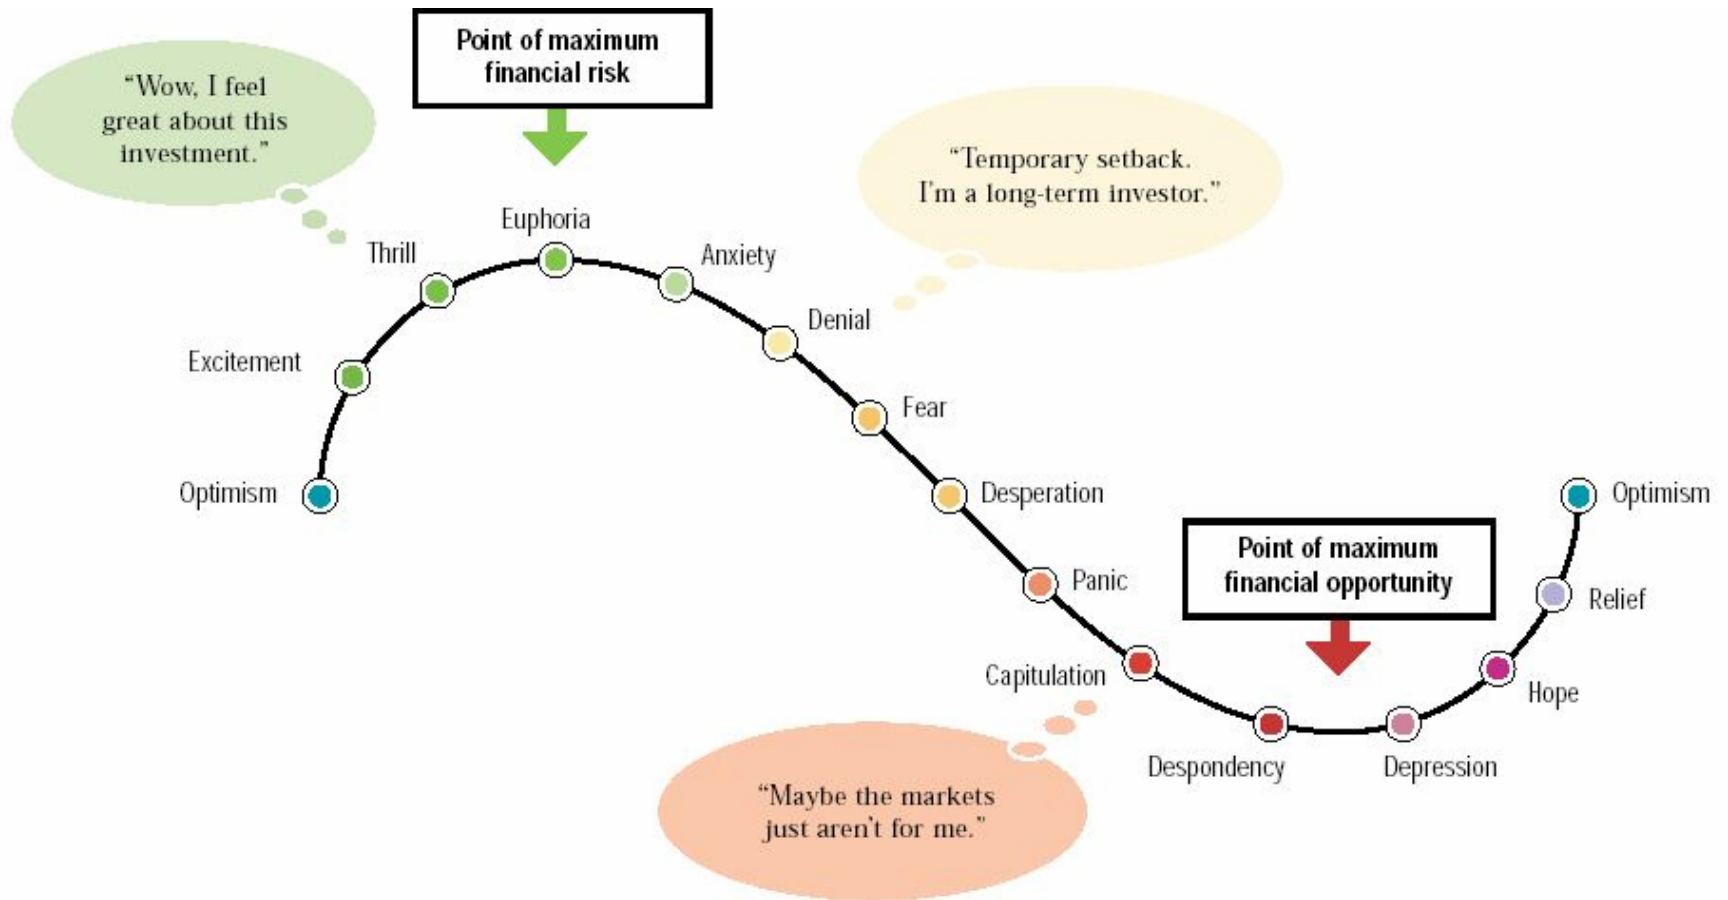 Point of maximum
financial risk
“Wow, I feel
great about this
investment.”
“Temporary setback.
I'm a long-term investor.”
Euphoria
Thrill
Anxiety
Denial
Excitement
Fear
Optimism
Desperation
Optimism
Point of maximum
financial opportunity
Panic
Relief
Capitulation
Hope
Despondency
Depression
“Maybe the markets
just aren't for me.”